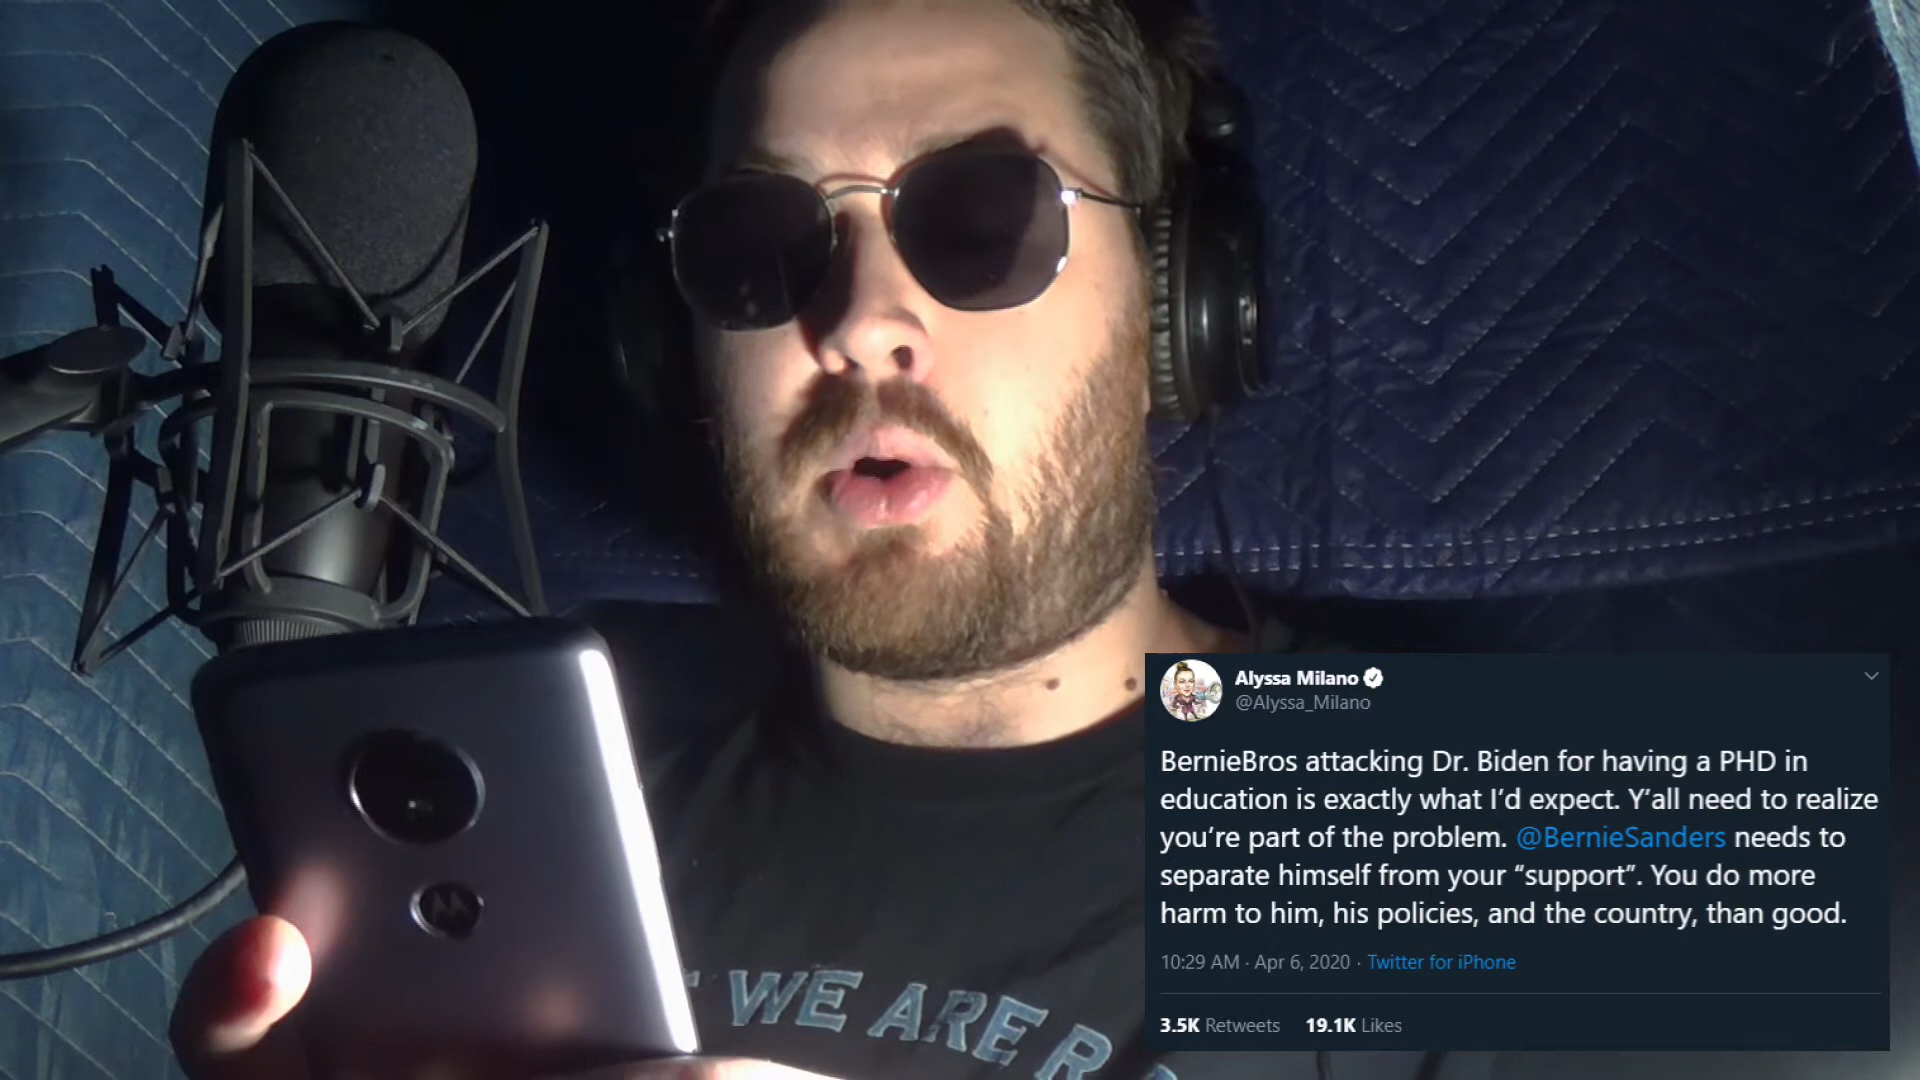 Alyssa Milano
@Alyssa_Milano
BernieBros attacking Dr. Biden for having a PHD in
education is exactly what I'd expect. Y'all need to realize
you're part of the problem. @BernieSanders needs to
separate himself from your “support”. You do more
harm to him, his policies, and the country, than good.
10:29 AM · Apr 6, 2020 · Twitter for iPhone
3.5K Retweets 19.1K Likes
WE ARE